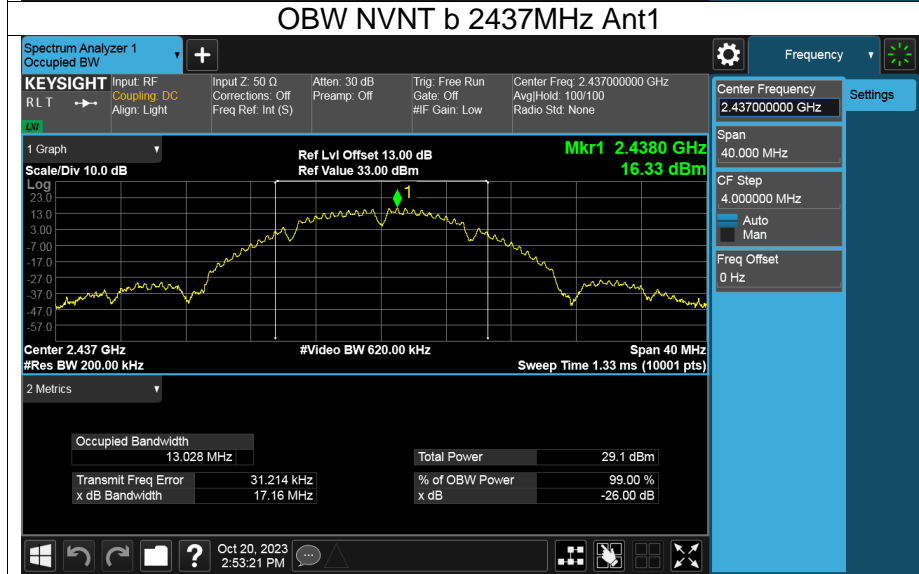 OBW NVNT b 2437MHz Ant1
Spectrum Analyzer 1
Occupied BW
+
Frequency
KEYSIGHT
RLT
LXI
Input: RF
Coupling: DC
Align: Light
Input Z: 50 Ω
Corrections: Off
Freq Ref: Int (S)
Atten: 30 dB
Preamp: Off
Trig: Free Run
Gate: Off
#IF Gain: Low
Center Freq: 2.437000000 GHz
Avg|Hold: 100/100
Radio Std: None
Center Frequency
2.437000000 GHz
Settings
Span
40.000 MHz
CF Step
4.000000 MHz
Auto
Man
Freq Offset
0 Hz
1 Graph
Scale/Div 10.0 dB
Ref Lvl Offset 13.00 dB
Ref Value 33.00 dBm
Mkr1 2.4380 GHz
16.33 dBm
Log
23.0
13.0
3.00
-7.00
-17.0
-27.0
-37.0
-47.0
-57.0
1
Center 2.437 GHz
#Res BW 200.00 kHz
#Video BW 620.00 kHz
Span 40 MHz
Sweep Time 1.33 ms (10001 pts)
2 Metrics
Occupied Bandwidth
13.028 MHz
Transmit Freq Error 31.214 kHz
x dB Bandwidth 17.16 MHz
Total Power 29.1 dBm
% of OBW Power 99.00 %
x dB -26.00 dB
?
Oct 20, 2023
2:53:21 PM